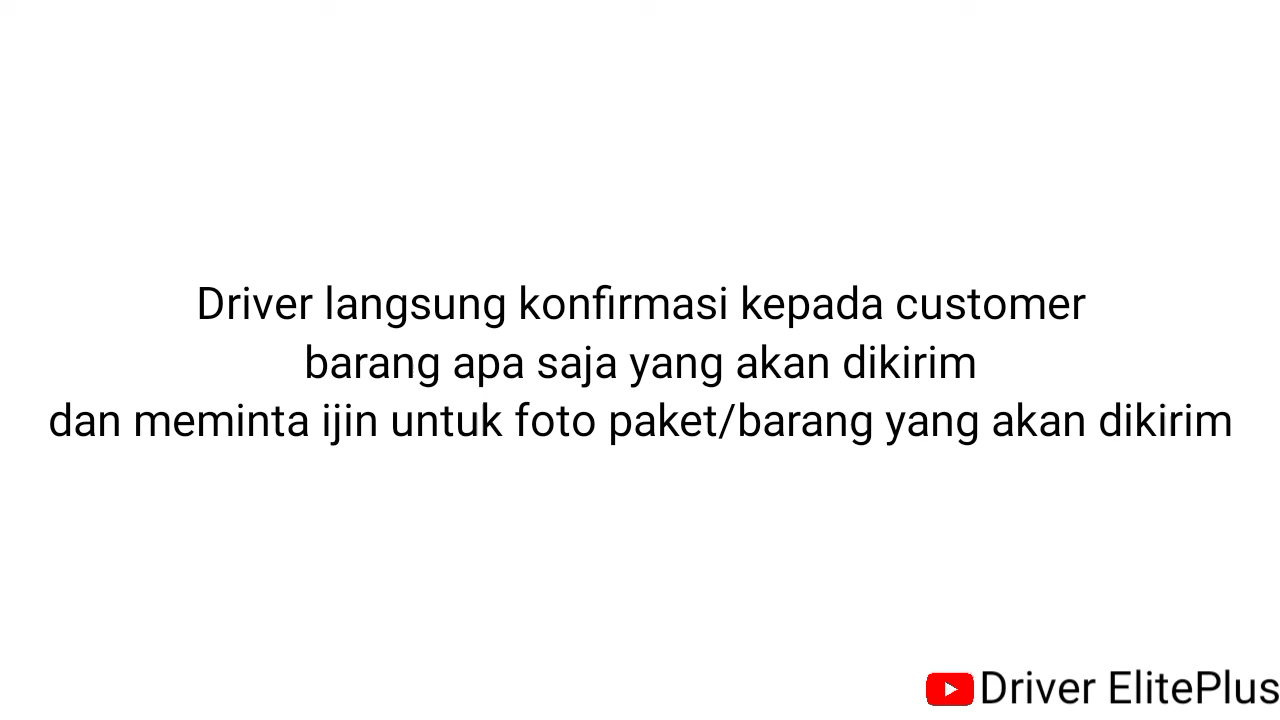 Driver langsung konfirmasi kepada customer
barang apa saja yang akan dikirim
dan meminta ijin untuk foto paket/barang yang akan dikirim
Driver ElitePlus